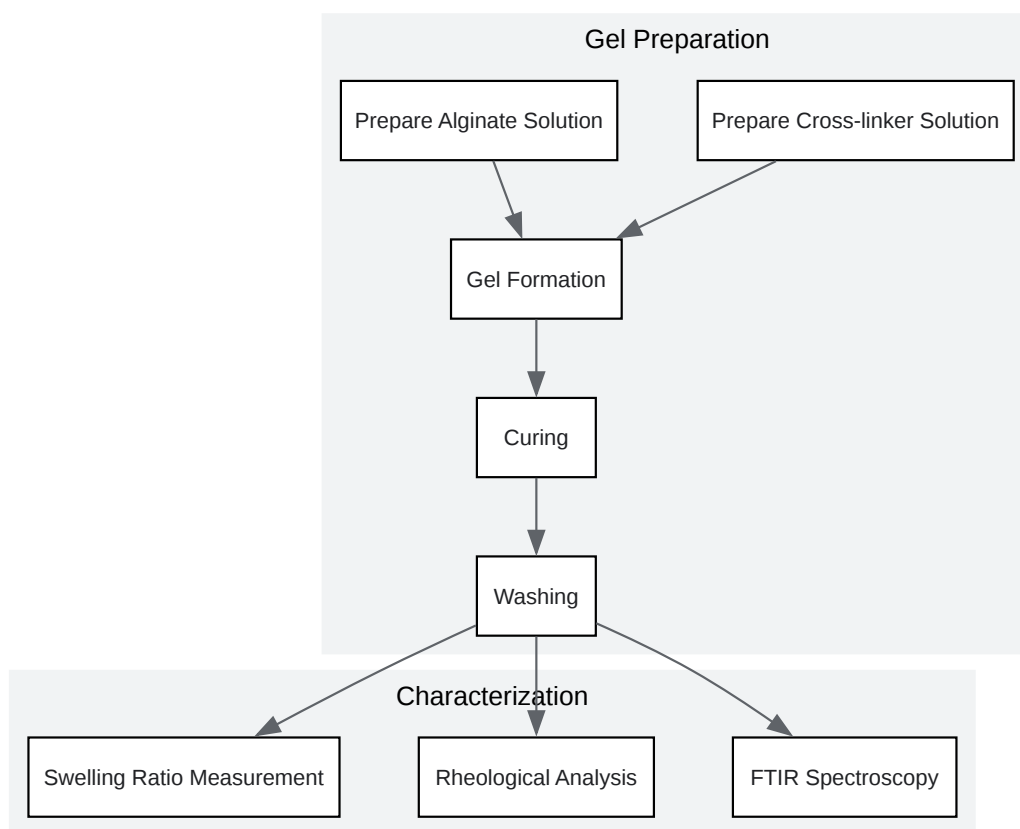 Gel Preparation
Prepare Alginate Solution
Prepare Cross-linker Solution
Gel Formation
Curing
Washing
Characterization
Swelling Ratio Measurement
Rheological Analysis
FTIR Spectroscopy